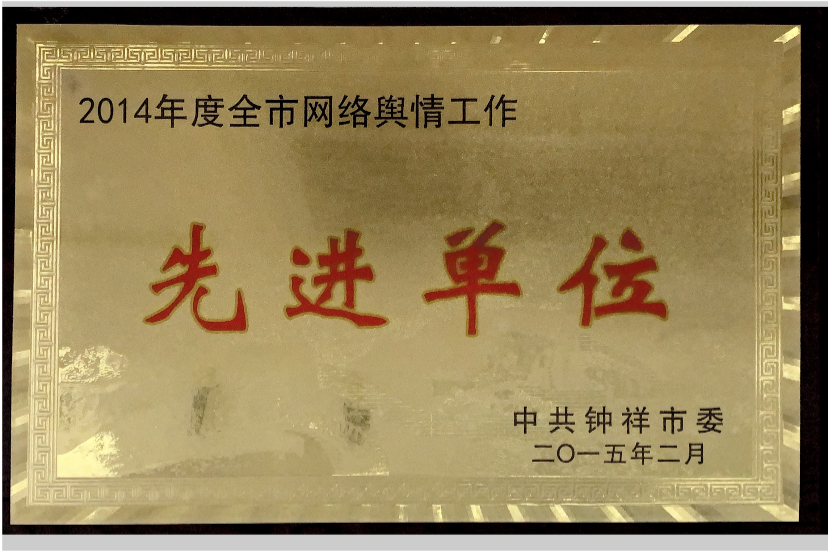 2014年度全市网络舆情工作
先进单位
中共钟祥市委
二〇一五年二月